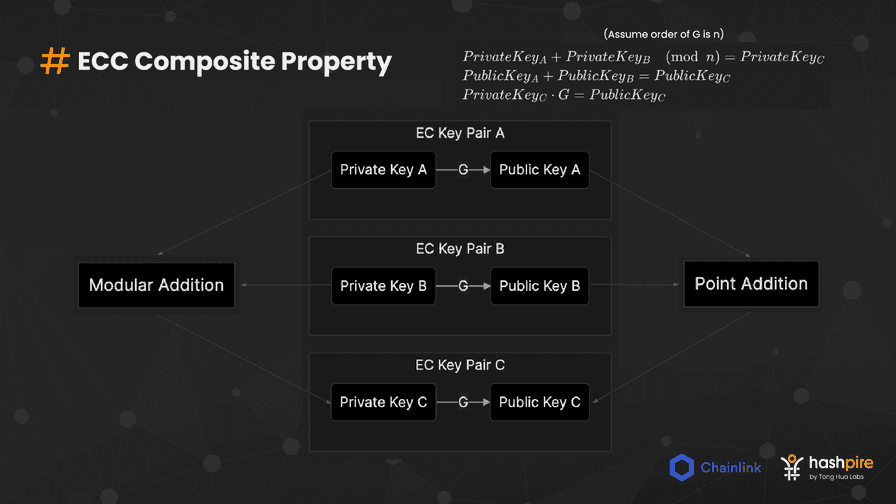 (Assume order of G is n)
# ECC Composite Property
PrivateKey_A + PrivateKey_B (mod n) = PrivateKey_C
PublicKey_A + PublicKey_B = PublicKey_C
PrivateKey_C · G = PublicKey_C
EC Key Pair A
Private Key A G Public Key A
EC Key Pair B
Modular Addition Private Key B G Public Key B Point Addition
EC Key Pair C
Private Key C G Public Key C
Chainlink hashpire
by Tong Hua Labs